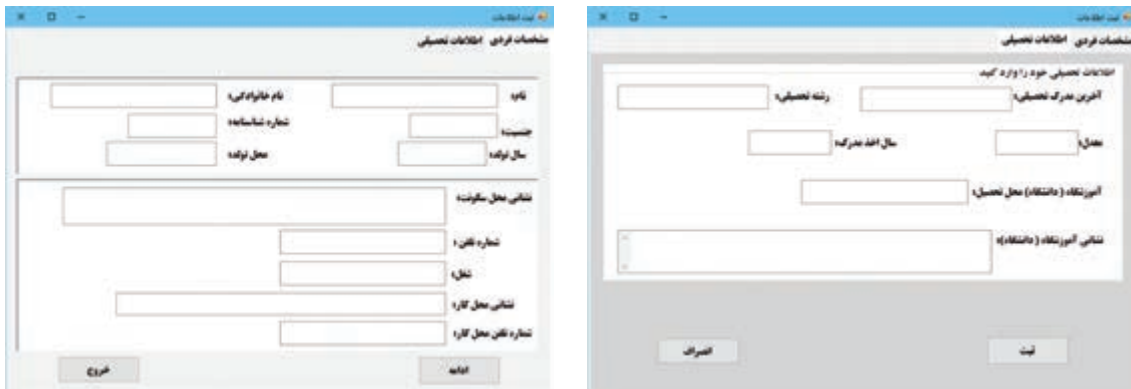 ثبت اطلاعات
مشخصات فردی اطلاعات تحصیلی
نام: نام خانوادگی:
جنسیت: شماره شناسنامه:
سال تولد: محل تولد:
نشانی محل سکونت:
شماره تلفن :
شغل:
نشانی محل کار:
شماره تلفن محل کار:
ادامه خروج
ثبت اطلاعات
مشخصات فردی اطلاعات تحصیلی
اطلاعات تحصیلی خود را وارد کنید
آخرین مدرک تحصیلی: رشته تحصیلی:
معدل: سال اخذ مدرک:
آموزشگاه ( دانشگاه) محل تحصیل:
نشانی آموزشگاه ( دانشگاه):
ثبت انصراف